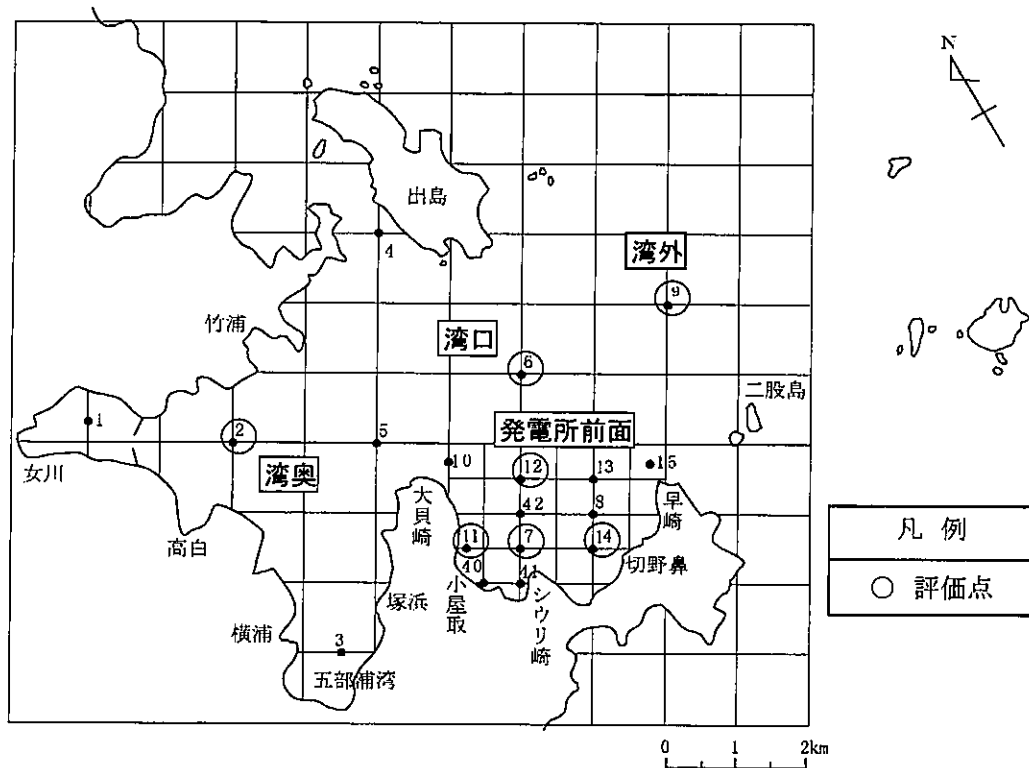 N
出島
4
湾外
9
竹浦
湾口
6
二股島
1
2
5
発電所前面
女川
湾奥
10
12
13
15
大貝崎
42
8
早崎
高白
11
7
14
切野鼻
40
41
小屋取
シウリ崎
塚浜
横浦
3
五部浦湾
凡例
○ 評価点
0 1 2km